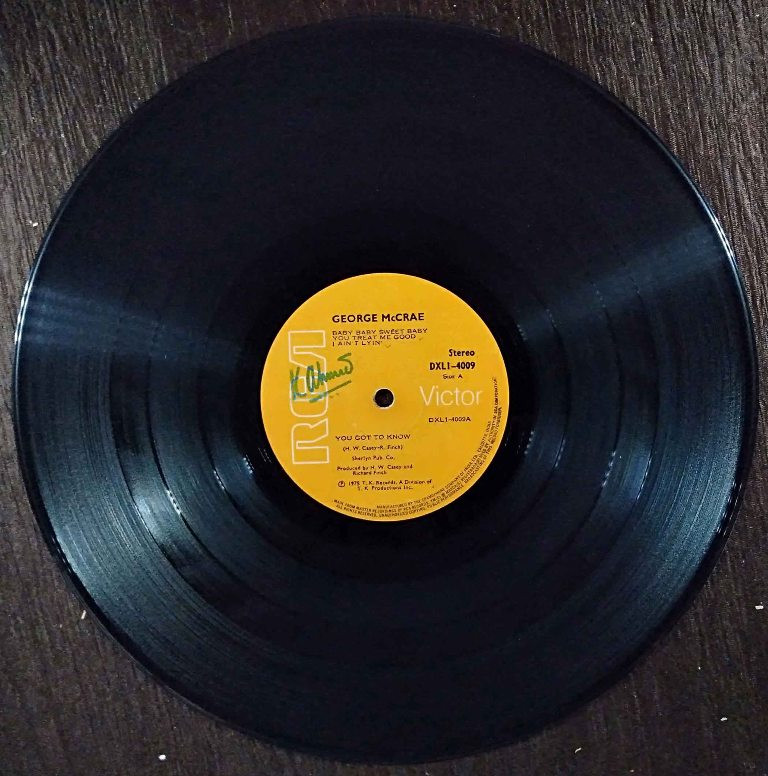 GEORGE McCRAE
BABY BABY SWEET BABY
YOU TREAT ME GOOD
I AIN'T LYIN'
Stereo
DXL1-4009
SIDE A
RCA
Victor
DXL1-4009A
YOU GOT TO KNOW
(H. W. Casey-R. Finch)
Sherlyn Pub. Co.,
Produced by H. W. Casey and
Richard Finch
℗ 1975 T. K. Records, A Division of
T. K. Productions Inc.